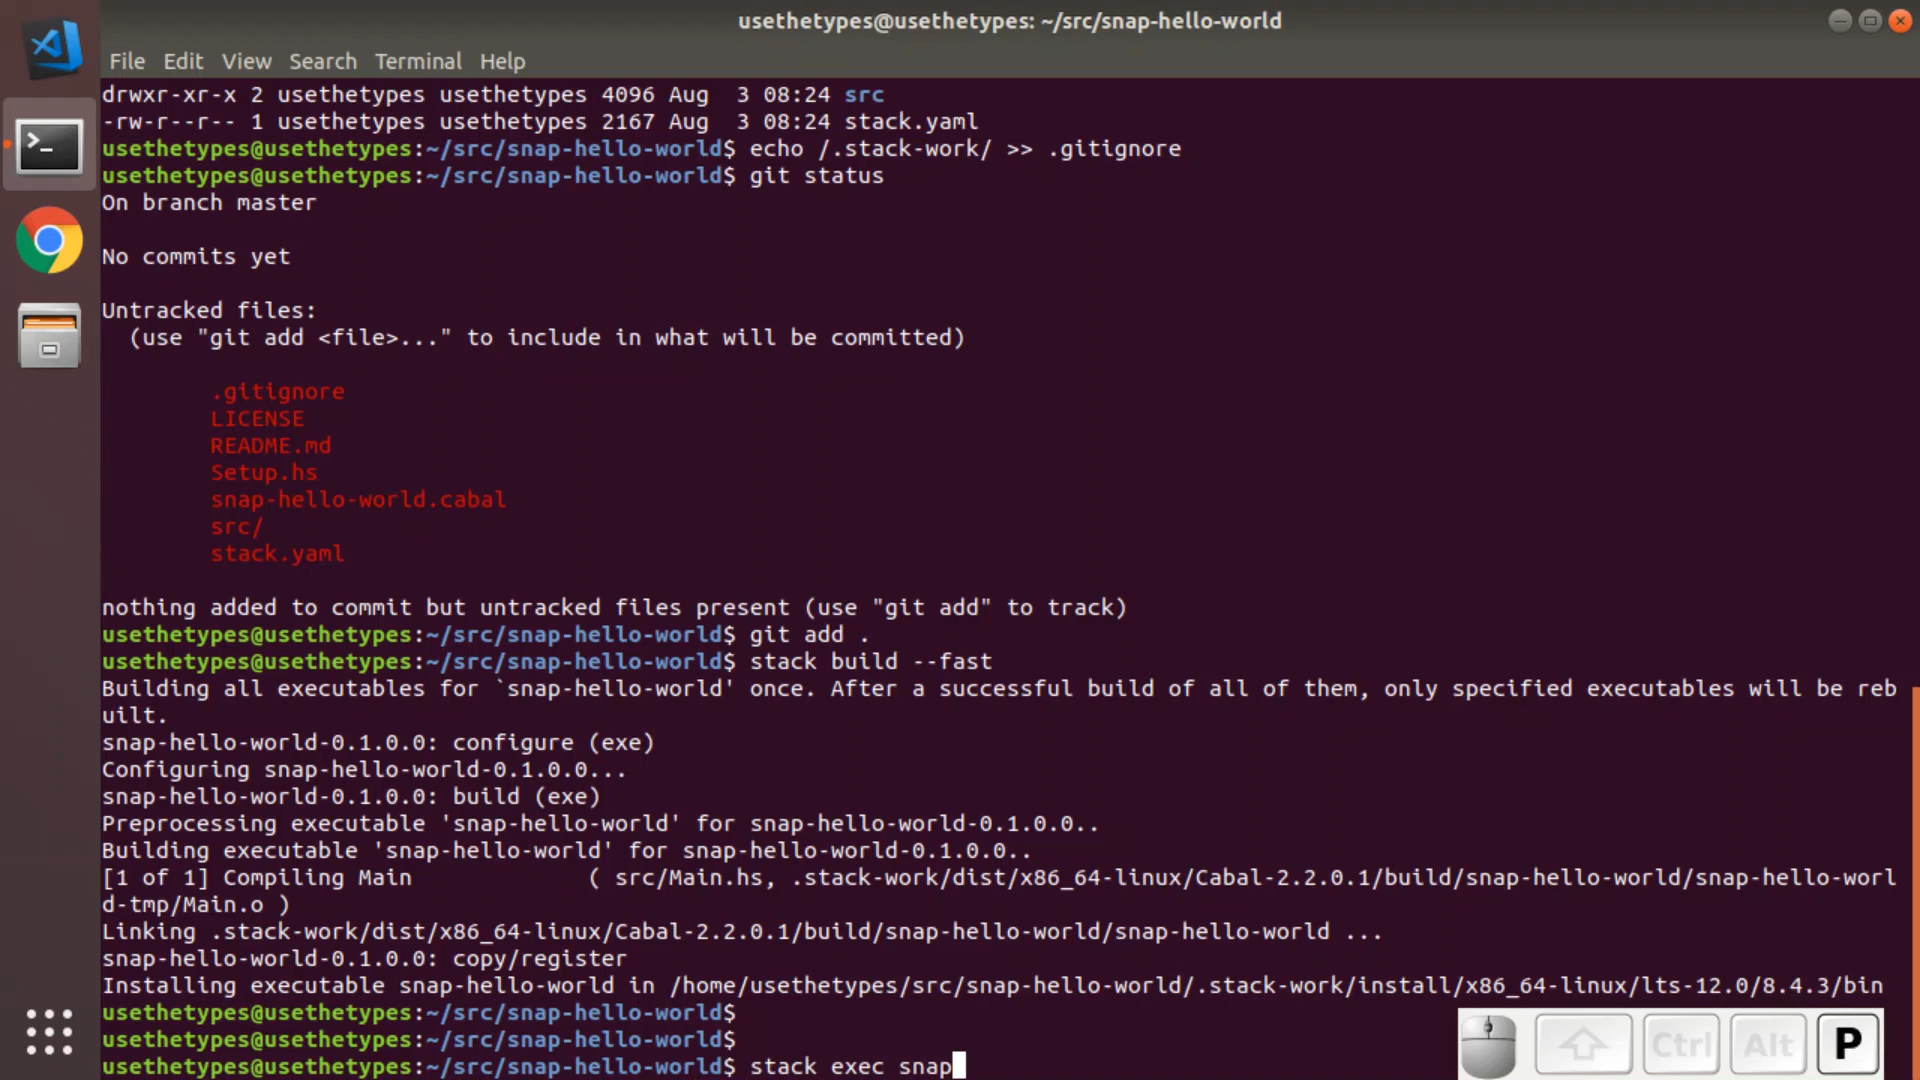 usethetypes@usethetypes: ~/src/snap-hello-world
File Edit View Search Terminal Help
drwxr-xr-x 2 usethetypes usethetypes 4096 Aug  3 08:24 src
-rw-r--r-- 1 usethetypes usethetypes 2167 Aug  3 08:24 stack.yaml
usethetypes@usethetypes:~/src/snap-hello-world$ echo /.stack-work/ >> .gitignore
usethetypes@usethetypes:~/src/snap-hello-world$ git status
On branch master
No commits yet
Untracked files:
  (use "git add <file>..." to include in what will be committed)
        .gitignore
        LICENSE
        README.md
        Setup.hs
        snap-hello-world.cabal
        src/
        stack.yaml
nothing added to commit but untracked files present (use "git add" to track)
usethetypes@usethetypes:~/src/snap-hello-world$ git add .
usethetypes@usethetypes:~/src/snap-hello-world$ stack build --fast
Building all executables for `snap-hello-world' once. After a successful build of all of them, only specified executables will be reb
uilt.
snap-hello-world-0.1.0.0: configure (exe)
Configuring snap-hello-world-0.1.0.0...
snap-hello-world-0.1.0.0: build (exe)
Preprocessing executable 'snap-hello-world' for snap-hello-world-0.1.0.0..
Building executable 'snap-hello-world' for snap-hello-world-0.1.0.0..
[1 of 1] Compiling Main             ( src/Main.hs, .stack-work/dist/x86_64-linux/Cabal-2.2.0.1/build/snap-hello-world/snap-hello-worl
d-tmp/Main.o )
Linking .stack-work/dist/x86_64-linux/Cabal-2.2.0.1/build/snap-hello-world/snap-hello-world ...
snap-hello-world-0.1.0.0: copy/register
Installing executable snap-hello-world in /home/usethetypes/src/snap-hello-world/.stack-work/install/x86_64-linux/lts-12.0/8.4.3/bin
usethetypes@usethetypes:~/src/snap-hello-world$
usethetypes@usethetypes:~/src/snap-hello-world$
usethetypes@usethetypes:~/src/snap-hello-world$ stack exec snap
Ctrl Alt P